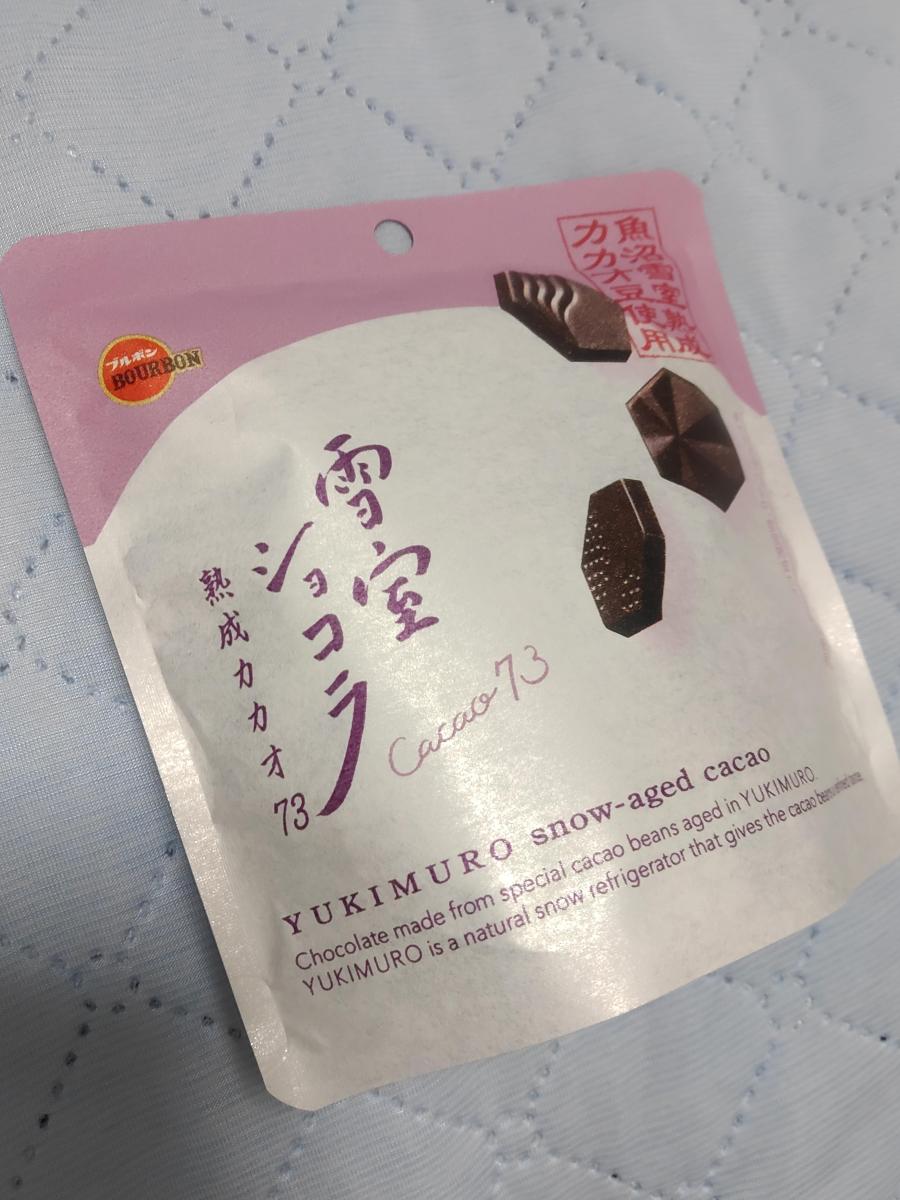 ブルボン
BOURBON
魚沼雪室熟成
カカオ豆使用
雪室
ショコラ
熟成カカオ73
Cacao 73
YUKIMURO snow-aged cacao
Chocolate made from special cacao beans aged in YUKIMURO.
YUKIMURO is a natural snow refrigerator that gives the cacao beans